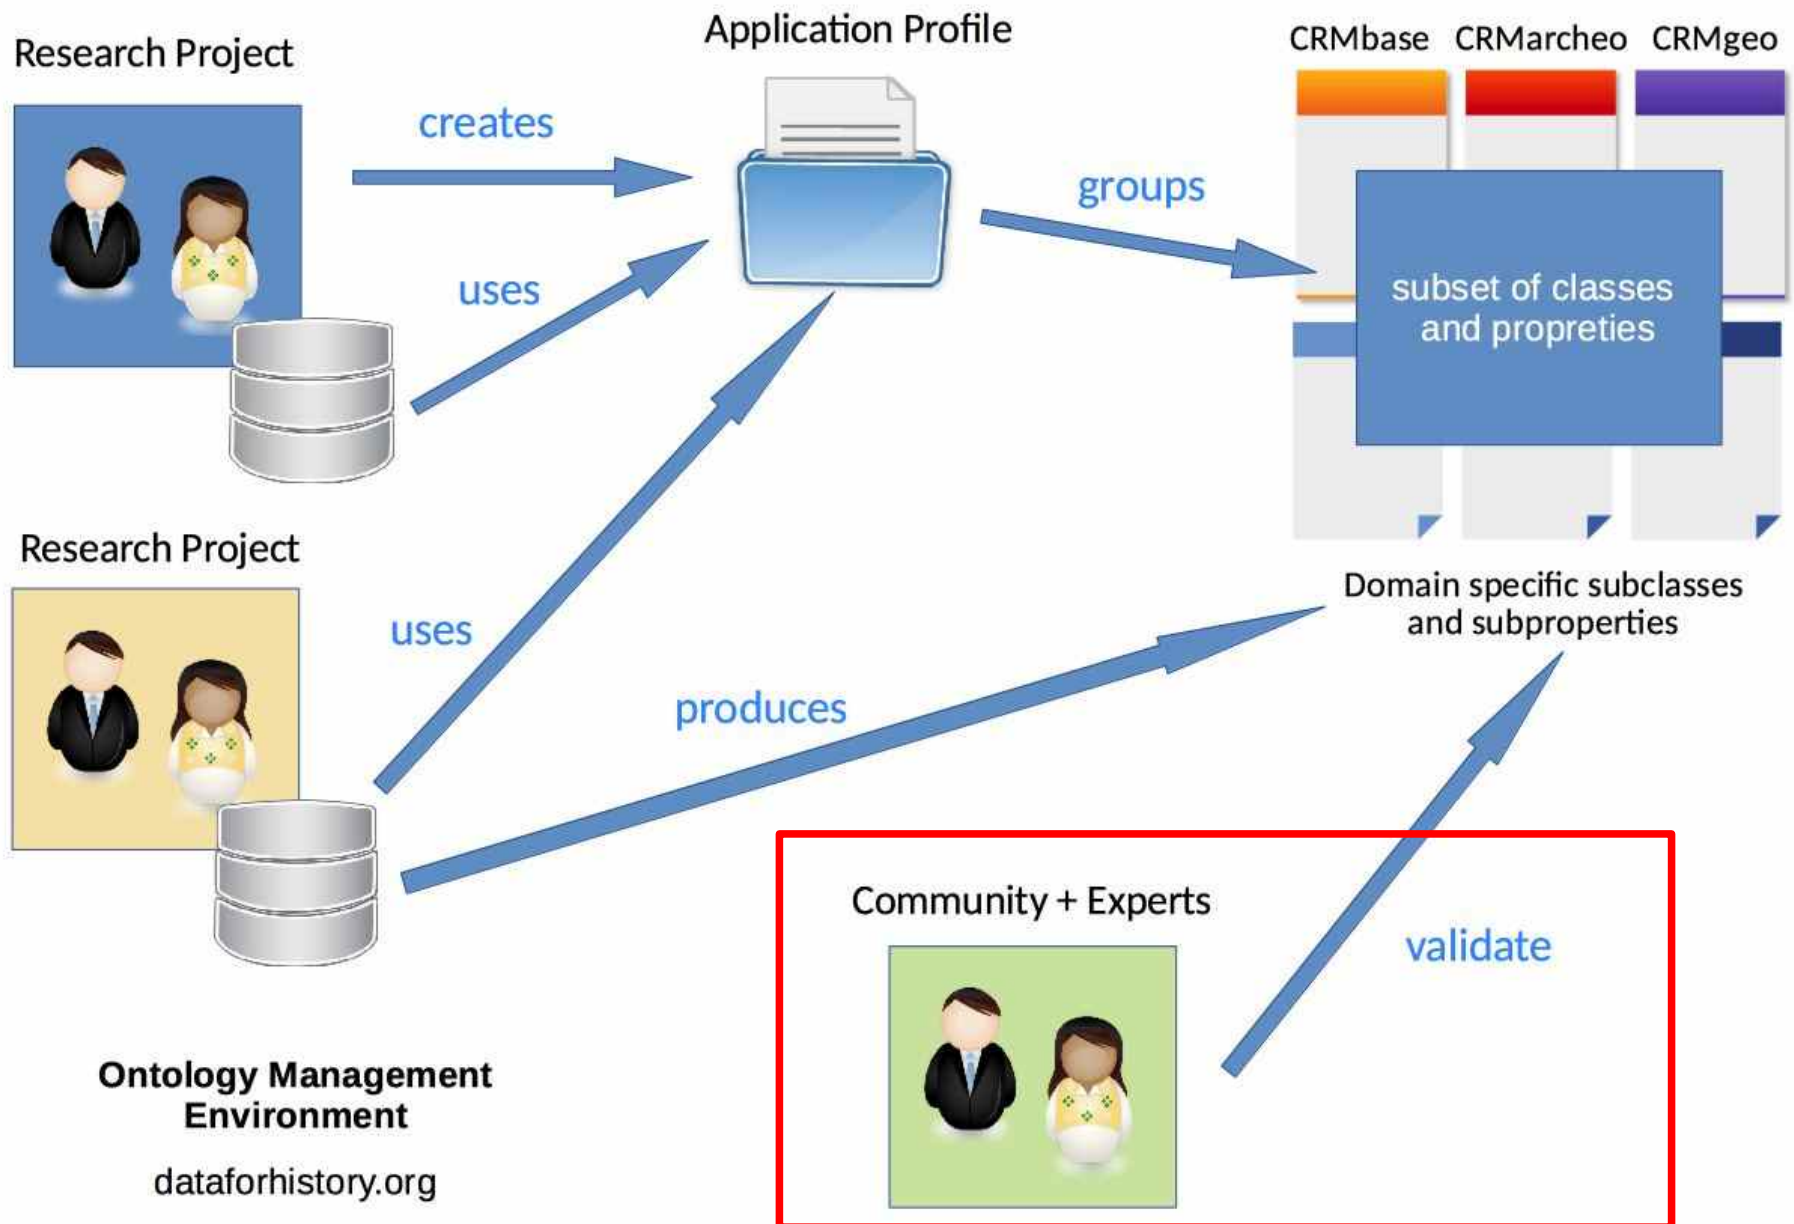 Research Project
Application Profile
CRMbase CRMarcheo CRMgeo
creates
groups
uses
subset of classes
and propreties
Research Project
Domain specific subclasses
and subproperties
uses
produces
Community + Experts
validate
Ontology Management
Environment
dataforhistory.org